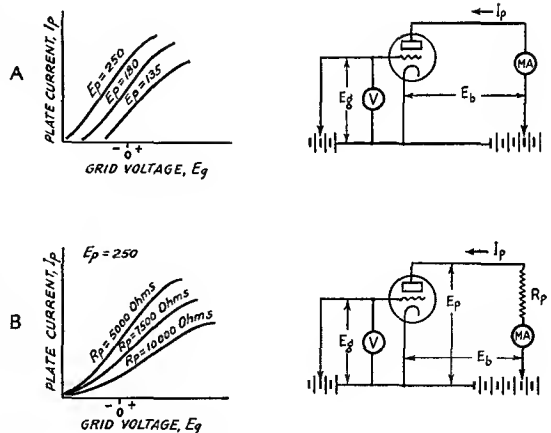 A
PLATE CURRENT, Ip
Ep=250
Ep=180
Ep=135
- 0 +
GRID VOLTAGE, Eg
Ip
Eg
V
Eb
MA
B
PLATE CURRENT, Ip
Ep=250
Rp=5000 Ohms
Rp=7500 Ohms
Rp=10000 Ohms
- 0 +
GRID VOLTAGE, Eg
Ip
Eg
V
Ep
Eb
Rp
MA